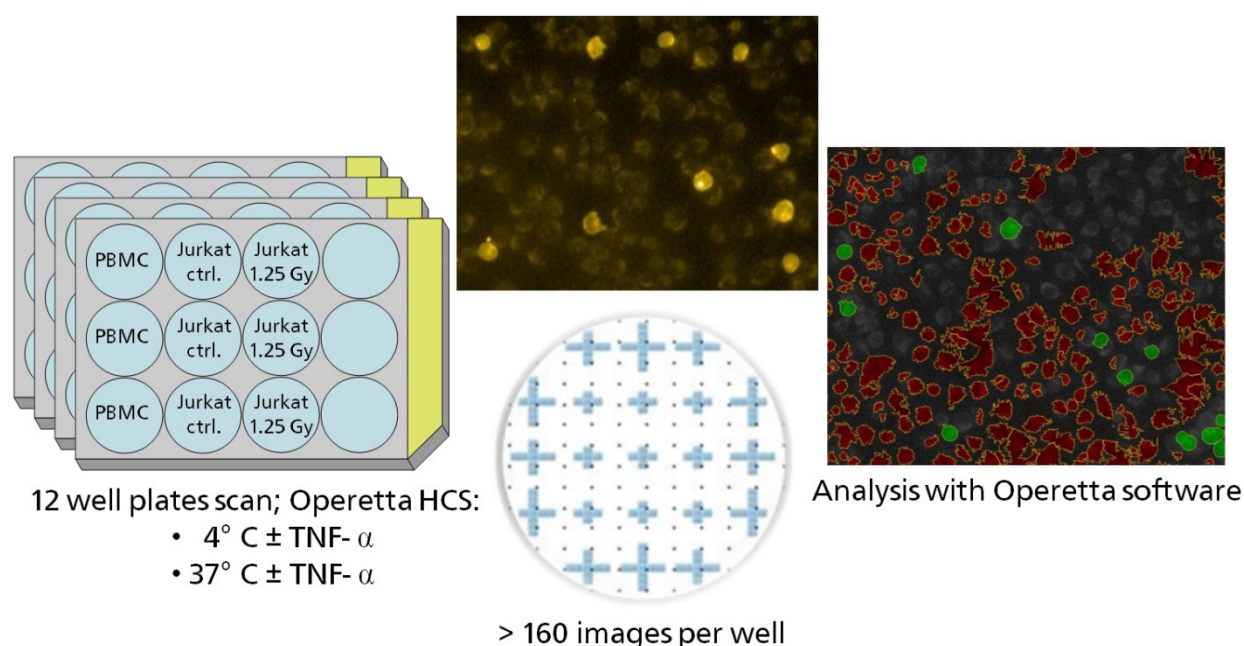 PBMC
Jurkat
ctrl.
Jurkat
1.25 Gy
PBMC
Jurkat
ctrl.
Jurkat
1.25 Gy
PBMC
Jurkat
ctrl.
Jurkat
1.25 Gy
12 well plates scan; Operetta HCS:
• 4° C ± TNF- α
• 37° C ± TNF- α
> 160 images per well
Analysis with Operetta software